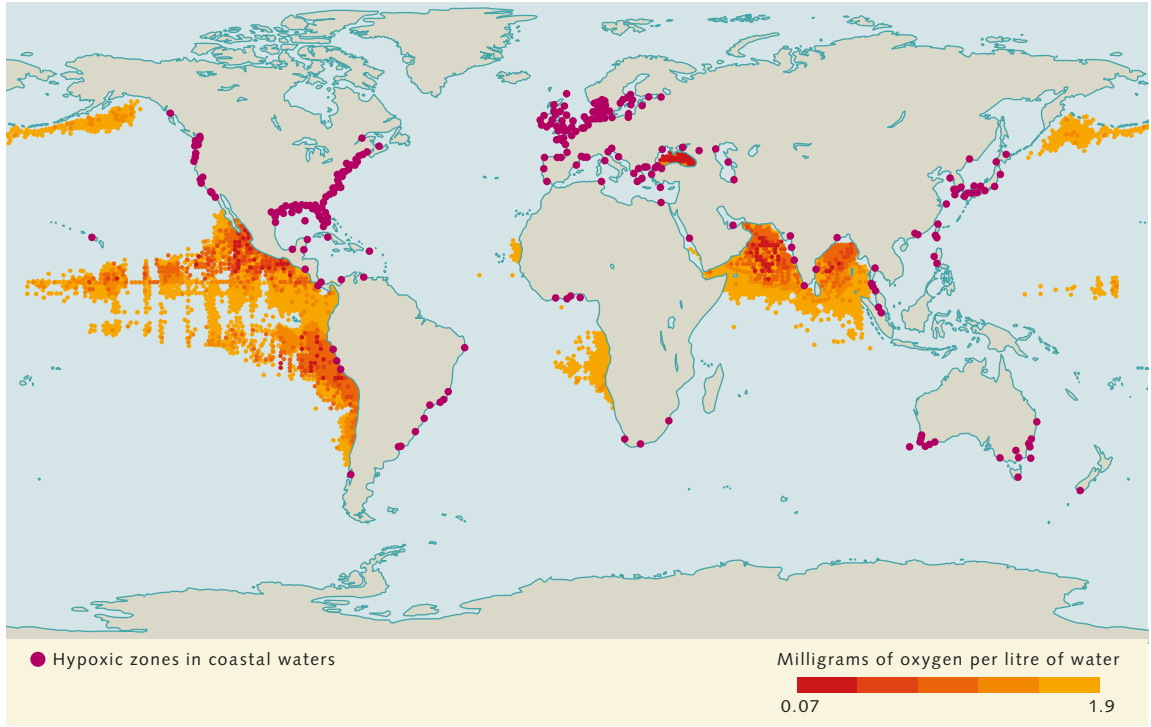 Hypoxic zones in coastal waters
Milligrams of oxygen per litre of water
0.07 1.9